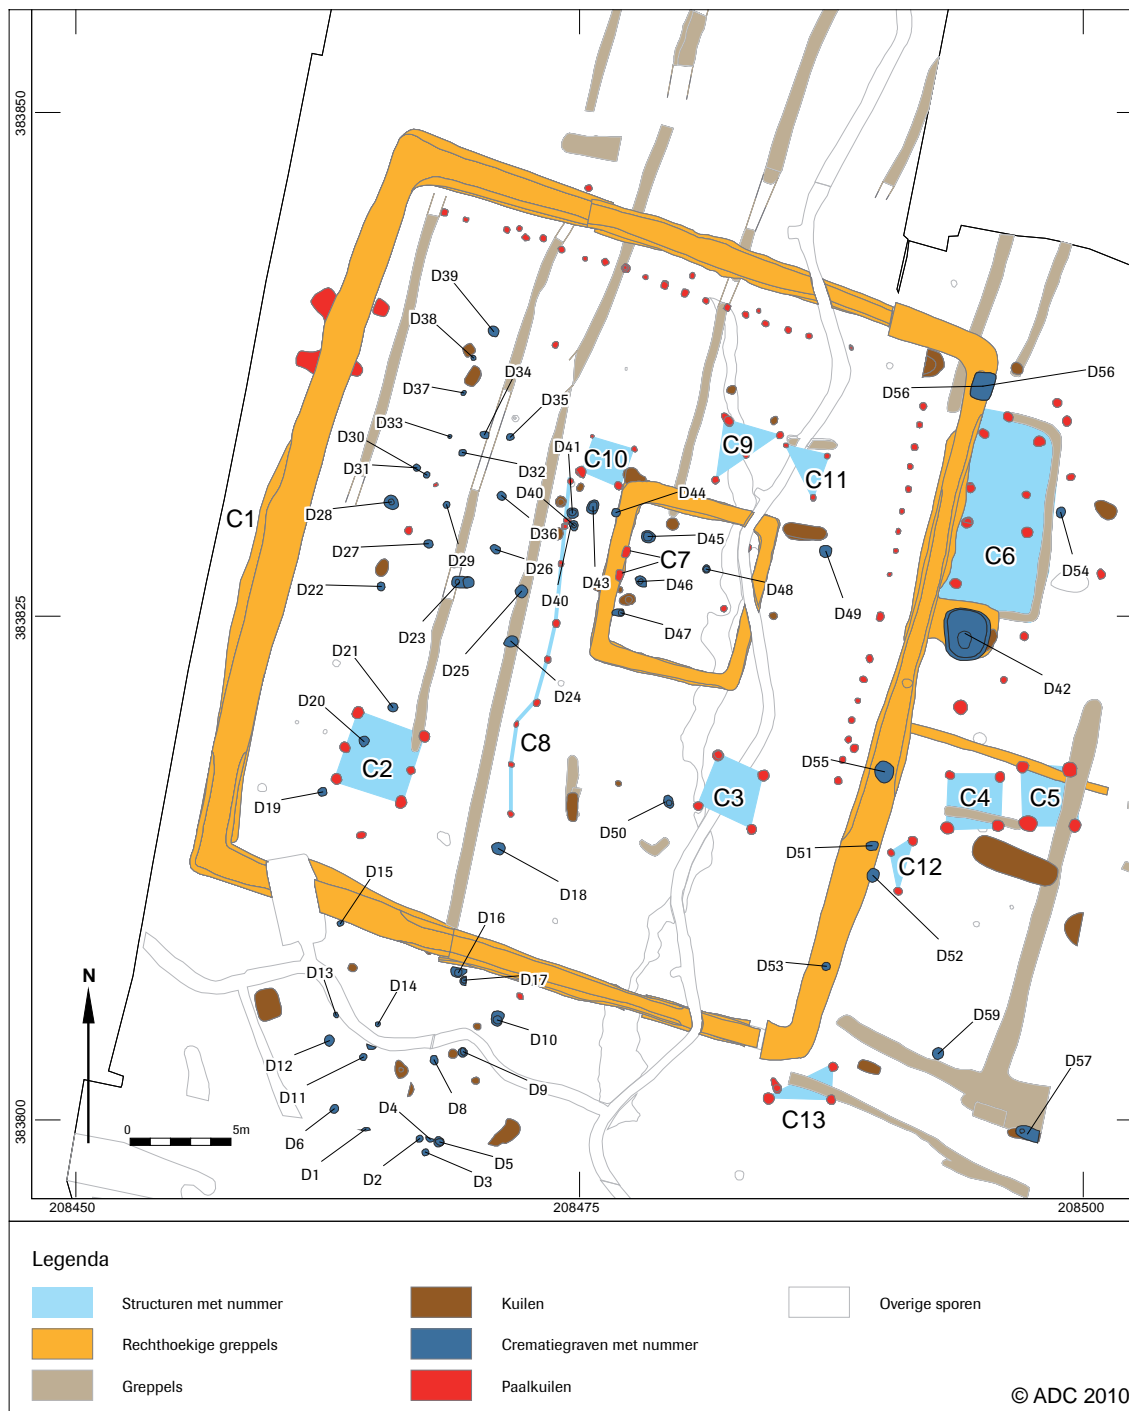 383850
D39
D38
D37
D34
D35
D33
D30
D31
D32
D41
D40
C10
C9
C11
D56
D56
D28
C1
D36
D44
D45
C7
D46
D48
D49
C6
D54
D27
D29
D26
D43
D40
D22
383825
D23
D47
D25
D24
D42
D21
D20
C2
C8
D19
C3
D55
C4
C5
D50
D51
C12
D18
D52
D15
D16
D53
N
D13
D14
D17
D10
D59
D12
D57
D11
D9
D8
383800
0 5m
D6
D4
D5
C13
D1
D2
D3
208450
208475
208500
Legenda
Structuren met nummer
Kuilen
Overige sporen
Rechthoekige greppels
Crematiegraven met nummer
Greppels
Paalkuilen
© ADC 2010